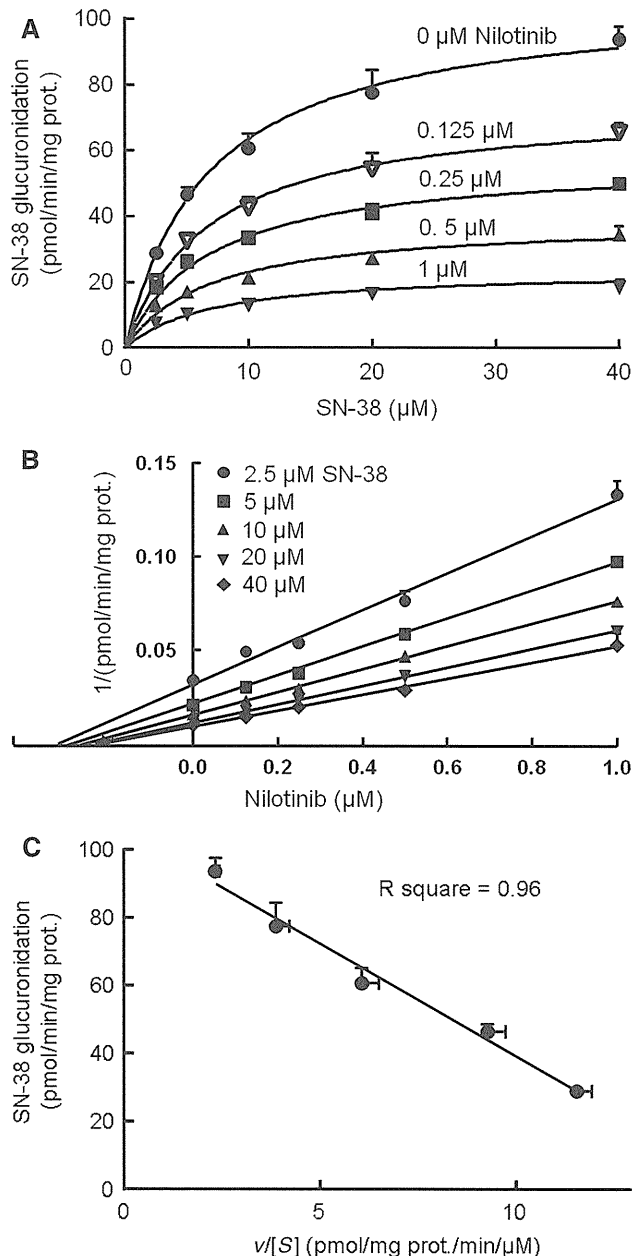 A
SN-38 glucuronidation
(pmol/min/mg prot.)
100
80
60
40
20
0
0 µM Nilotinib
0.125 µM
0.25 µM
0. 5 µM
1 µM
0 10 20 30 40
SN-38 (µM)
B
1/(pmol/min/mg prot.)
0.15
0.10
0.05
2.5 µM SN-38
5 µM
10 µM
20 µM
40 µM
0.0 0.2 0.4 0.6 0.8 1.0
Nilotinib (µM)
C
SN-38 glucuronidation
(pmol/min/mg prot.)
100
80
60
40
20
0
R square = 0.96
0 5 10
v/[S] (pmol/mg prot./min/µM)